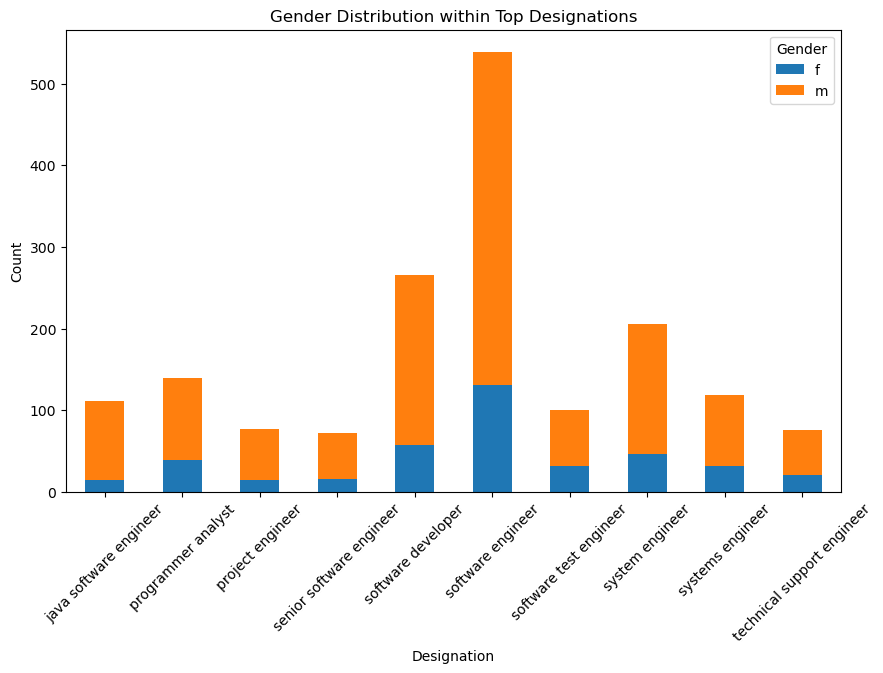 Gender Distribution within Top Designations
Gender
f
m
Count
500
400
300
200
100
0
java software engineer
programmer analyst
project engineer
senior software engineer
software developer
software engineer
software test engineer
system engineer
systems engineer
technical support engineer
Designation